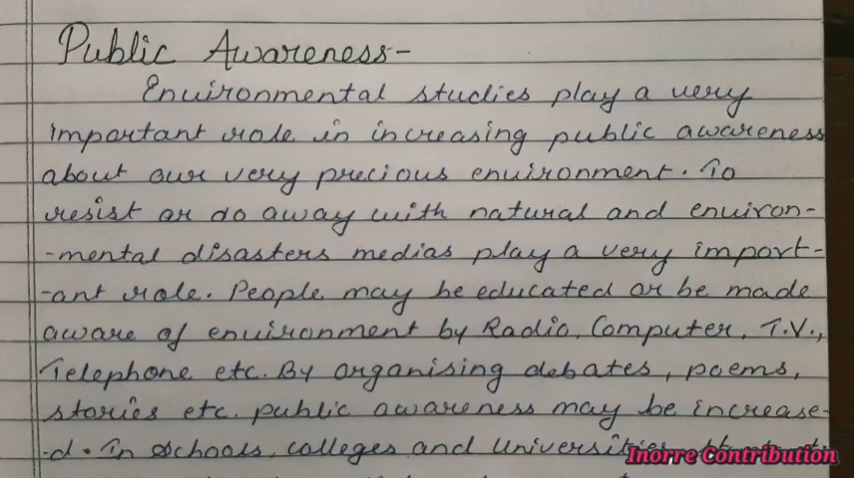 Public Awareness-
Environmental studies play a very
important role in increasing public awareness
about our very precious environment. To
resist or do away with natural and environ-
-mental disasters medias play a very import-
-ant role. People may be educated or be made
aware of environment by Radio, Computer, T.V.,
Telephone etc. By organising debates, poems,
stories etc. public awareness may be increase-
-d. In schools, colleges and Universities
Inorre Contribution